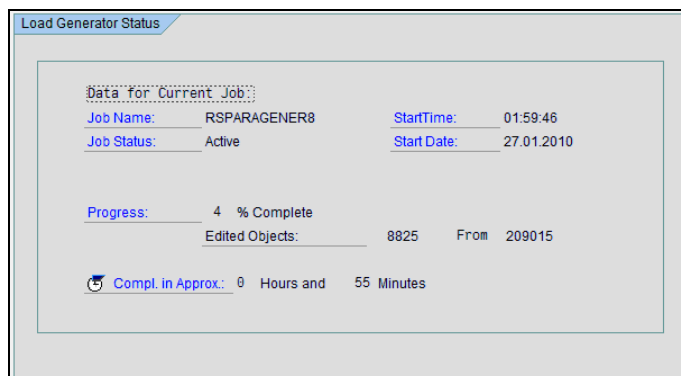 Load Generator Status
Data for Current Job:
Job Name: RSPARAGENER8 StartTime: 01:59:46
Job Status: Active Start Date: 27.01.2010
Progress: 4 % Complete
Edited Objects: 8825 From 209015
Compl. in Approx.: 0 Hours and 55 Minutes